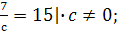 7/c = 15|·c ≠ 0;